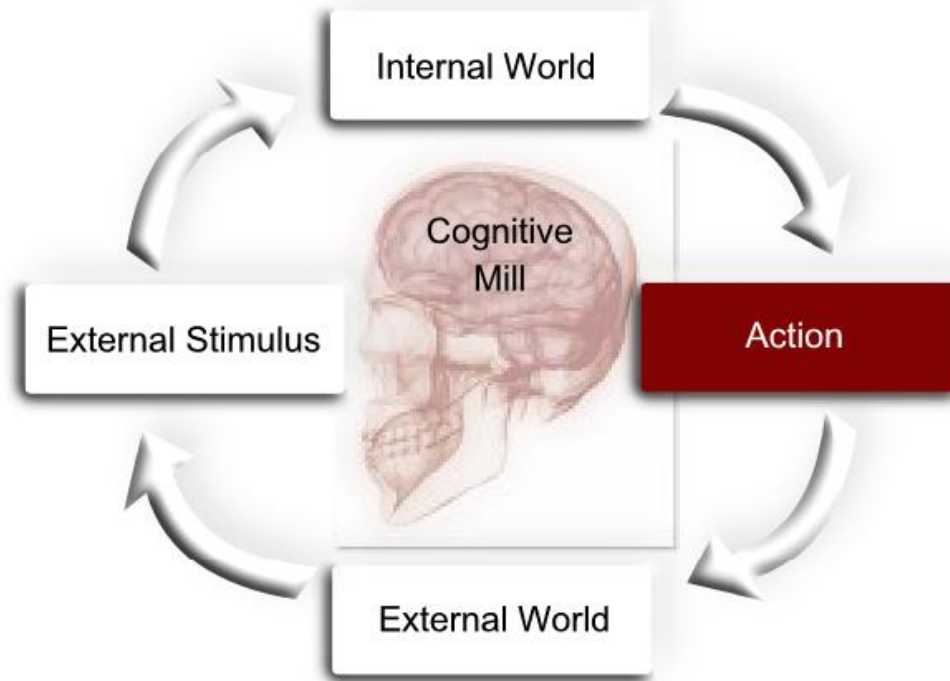 Internal World
Cognitive
Mill
External Stimulus
Action
External World